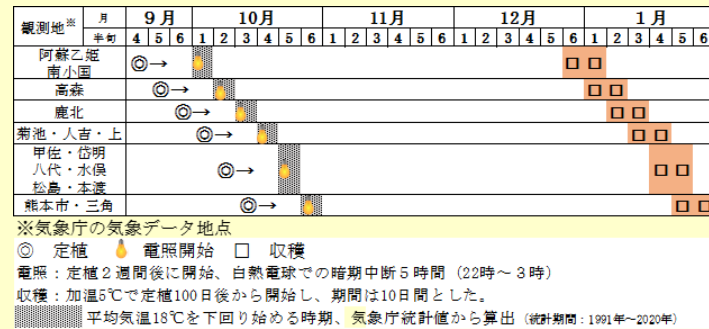 観測地※ 月 9月 10月 11月 12月 1月
半旬 4 5 6 1 2 3 4 5 6 1 2 3 4 5 6 1 2 3 4 5 6 1 2 3 4 5 6
阿蘇乙姫
南小国 ◎→ □ □
高森 ◎→ □ □
鹿北 ◎→ □ □
菊池・人吉・上 ◎→ □ □
甲佐・岱明
八代・水俣 ◎→ □ □
松島・本渡
熊本市・三角 ◎→ □ □
※気象庁の気象データ地点
◎ 定植 電照開始 □ 収穫
電照:定植2週間後に開始、白熱電球での暗期中断5時間(22時~3時)
収穫:加温5℃で定植100日後から開始し、期間は10日間とした。
平均気温18℃を下回り始める時期、気象庁統計値から算出(統計期間:1991年~2020年)